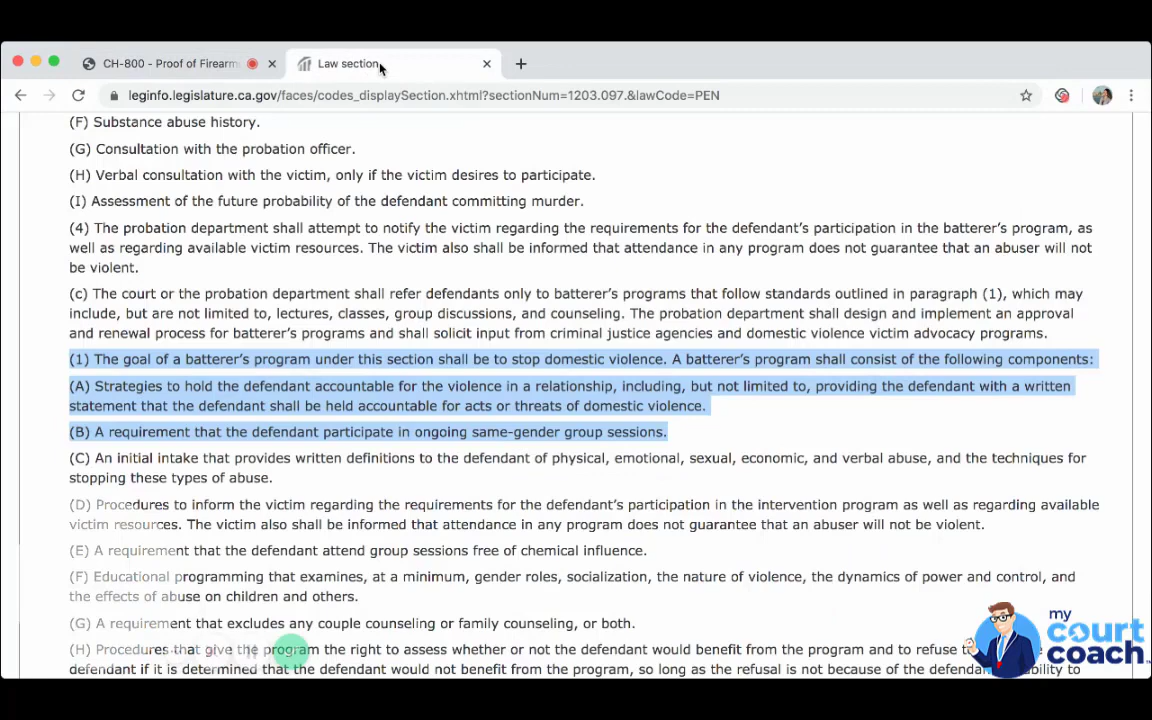 CH-800 - Proof of Firearm
Law section
leginfo.legislature.ca.gov/faces/codes_displaySection.xhtml?sectionNum=1203.097.&lawCode=PEN
(F) Substance abuse history.
(G) Consultation with the probation officer.
(H) Verbal consultation with the victim, only if the victim desires to participate.
(I) Assessment of the future probability of the defendant committing murder.
(4) The probation department shall attempt to notify the victim regarding the requirements for the defendant’s participation in the batterer’s program, as
well as regarding available victim resources. The victim also shall be informed that attendance in any program does not guarantee that an abuser will not
be violent.
(c) The court or the probation department shall refer defendants only to batterer’s programs that follow standards outlined in paragraph (1), which may
include, but are not limited to, lectures, classes, group discussions, and counseling. The probation department shall design and implement an approval
and renewal process for batterer’s programs and shall solicit input from criminal justice agencies and domestic violence victim advocacy programs.
(1) The goal of a batterer’s program under this section shall be to stop domestic violence. A batterer’s program shall consist of the following components:
(A) Strategies to hold the defendant accountable for the violence in a relationship, including, but not limited to, providing the defendant with a written
statement that the defendant shall be held accountable for acts or threats of domestic violence.
(B) A requirement that the defendant participate in ongoing same-gender group sessions.
(C) An initial intake that provides written definitions to the defendant of physical, emotional, sexual, economic, and verbal abuse, and the techniques for
stopping these types of abuse.
(D) Procedures to inform the victim regarding the requirements for the defendant’s participation in the intervention program as well as regarding available
victim resources. The victim also shall be informed that attendance in any program does not guarantee that an abuser will not be violent.
(E) A requirement that the defendant attend group sessions free of chemical influence.
(F) Educational programming that examines, at a minimum, gender roles, socialization, the nature of violence, the dynamics of power and control, and
the effects of abuse on children and others.
(G) A requirement that excludes any couple counseling or family counseling, or both.
(H) Procedures that give the program the right to assess whether or not the defendant would benefit from the program and to refuse
defendant if it is determined that the defendant would not benefit from the program, so long as the refusal is not because of the to
my
court
coach.